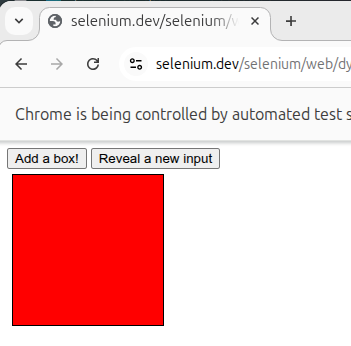 selenium.dev/selenium/w
selenium.dev/selenium/web/dy
Chrome is being controlled by automated test s
Add a box! Reveal a new input